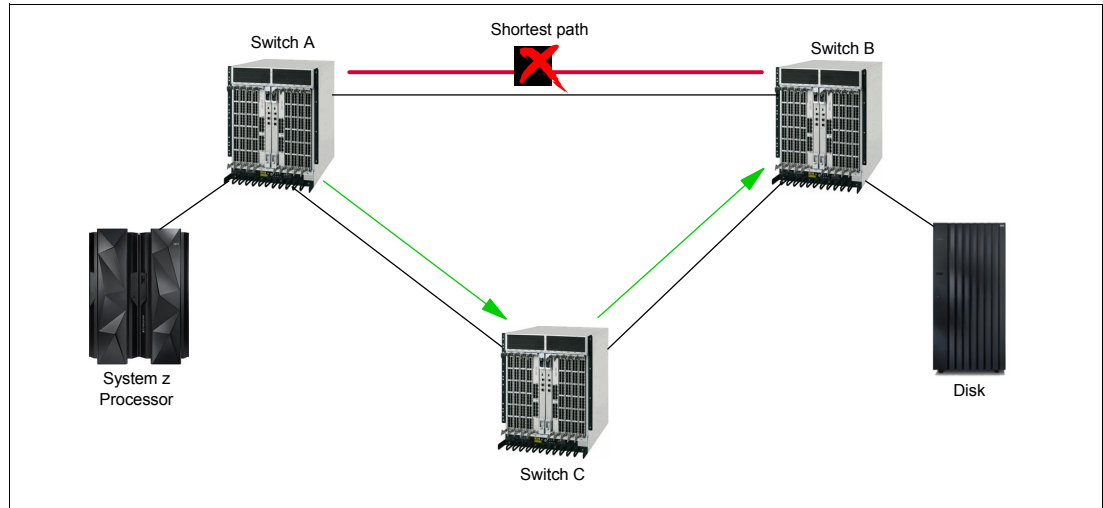 Shortest path
Switch A
Switch B
System z
Processor
Disk
Switch C